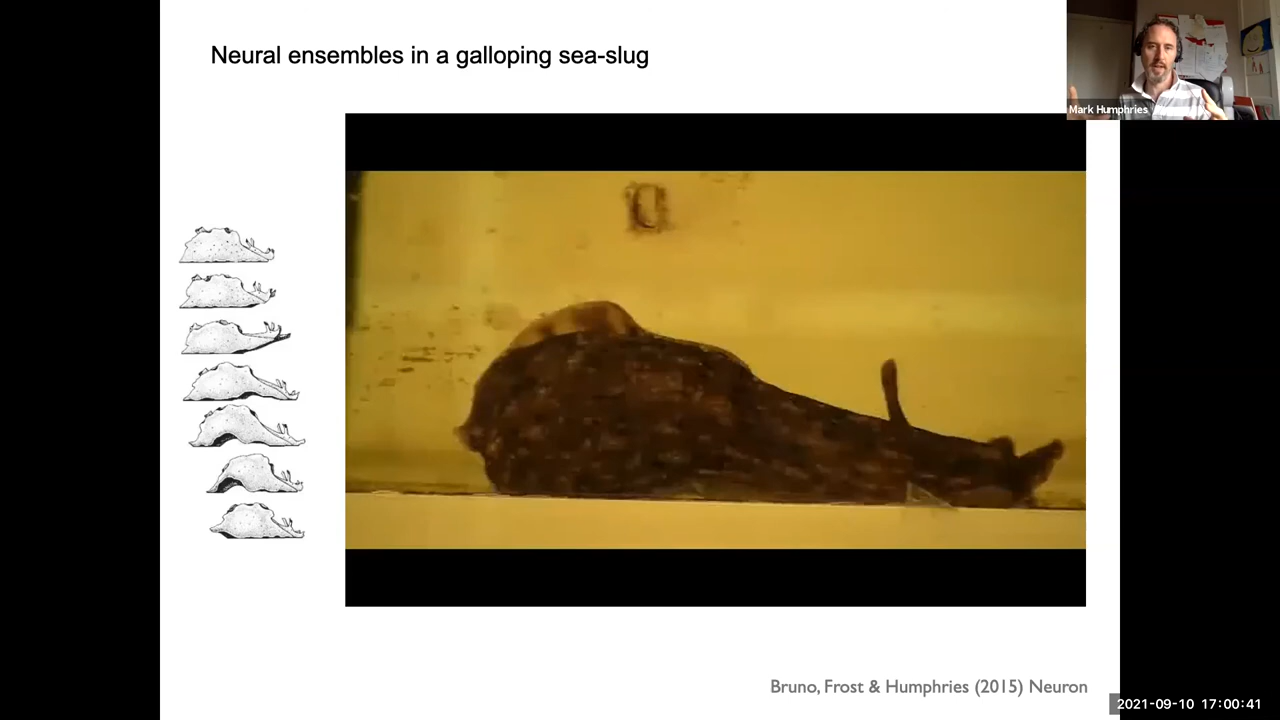 Neural ensembles in a galloping sea-slug
Mark Humphries
Bruno, Frost & Humphries (2015) Neuron
2021-09-10 17:00:41